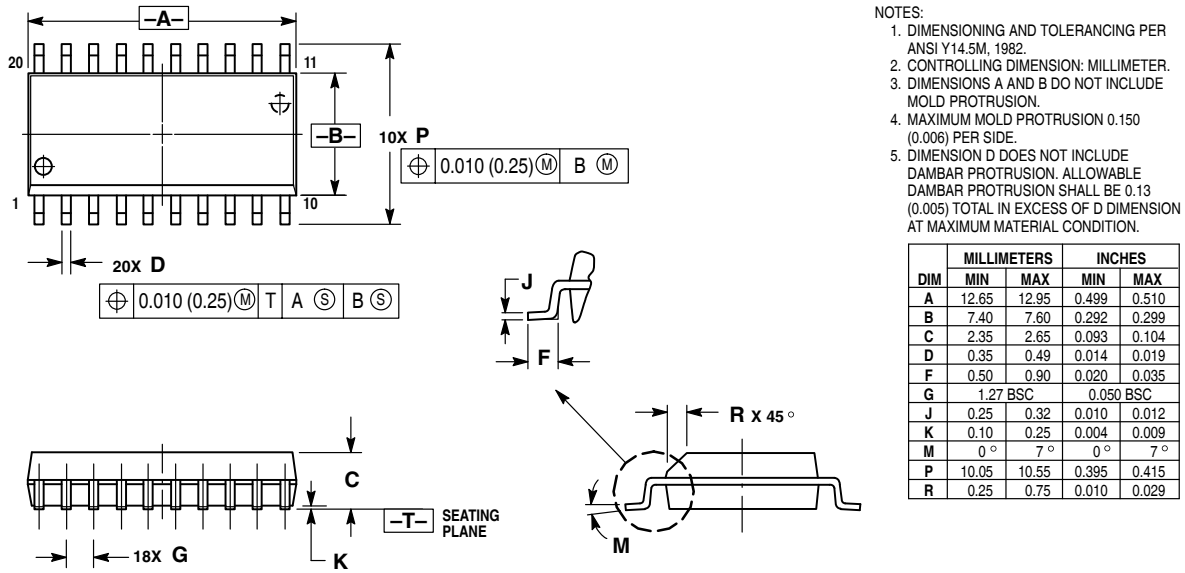 –A–
20
11
–B–
10X P
⌖ 0.010 (0.25) Ⓜ B Ⓜ
1
10
20X D
⌖ 0.010 (0.25) Ⓜ T A Ⓢ B Ⓢ
J
F
C
–T– SEATING
PLANE
18X G
K
R X 45°
M
NOTES:
1. DIMENSIONING AND TOLERANCING PER
ANSI Y14.5M, 1982.
2. CONTROLLING DIMENSION: MILLIMETER.
3. DIMENSIONS A AND B DO NOT INCLUDE
MOLD PROTRUSION.
4. MAXIMUM MOLD PROTRUSION 0.150
(0.006) PER SIDE.
5. DIMENSION D DOES NOT INCLUDE
DAMBAR PROTRUSION. ALLOWABLE
DAMBAR PROTRUSION SHALL BE 0.13
(0.005) TOTAL IN EXCESS OF D DIMENSION
AT MAXIMUM MATERIAL CONDITION.
MILLIMETERS INCHES
DIM MIN MAX MIN MAX
A 12.65 12.95 0.499 0.510
B 7.40 7.60 0.292 0.299
C 2.35 2.65 0.093 0.104
D 0.35 0.49 0.014 0.019
F 0.50 0.90 0.020 0.035
G 1.27 BSC 0.050 BSC
J 0.25 0.32 0.010 0.012
K 0.10 0.25 0.004 0.009
M 0° 7° 0° 7°
P 10.05 10.55 0.395 0.415
R 0.25 0.75 0.010 0.029